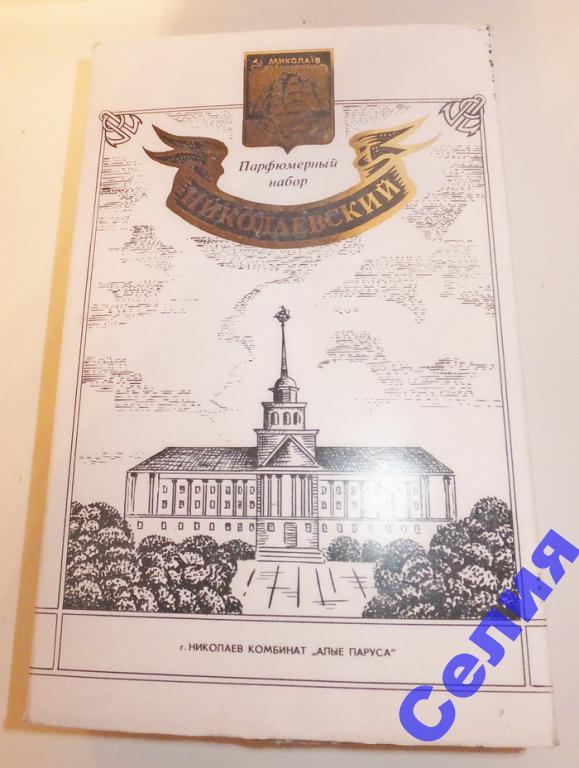 МИКОЛАЇВ
Парфюмерный
набор
НИКОЛАЕВСКИЙ
г. НИКОЛАЕВ КОМБИНАТ „АЛЫЕ ПАРУСА“
Селия